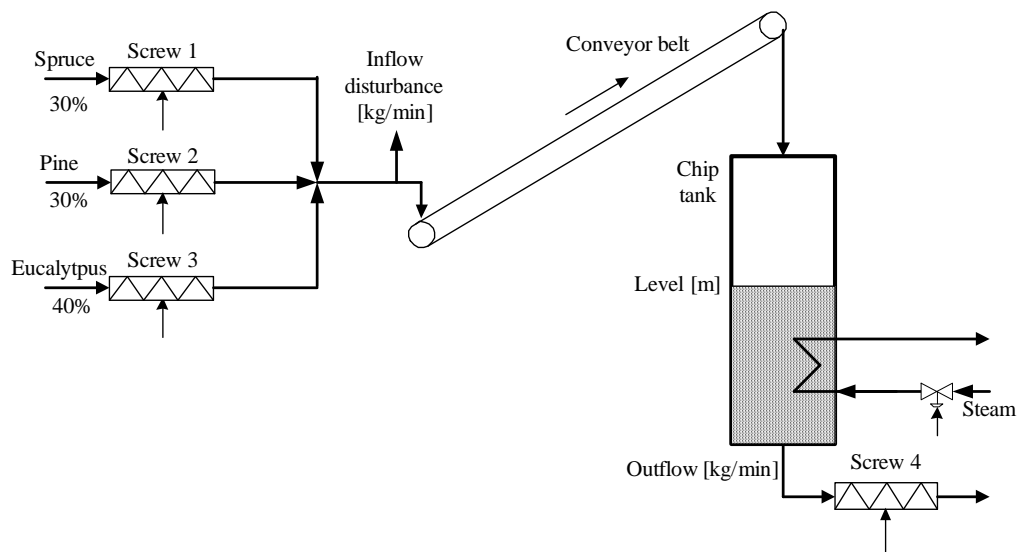 Spruce
30%
Screw 1
Pine
30%
Screw 2
Eucalytpus
40%
Screw 3
Inflow
disturbance
[kg/min]
Conveyor belt
Chip
tank
Level [m]
Steam
Outflow [kg/min]
Screw 4